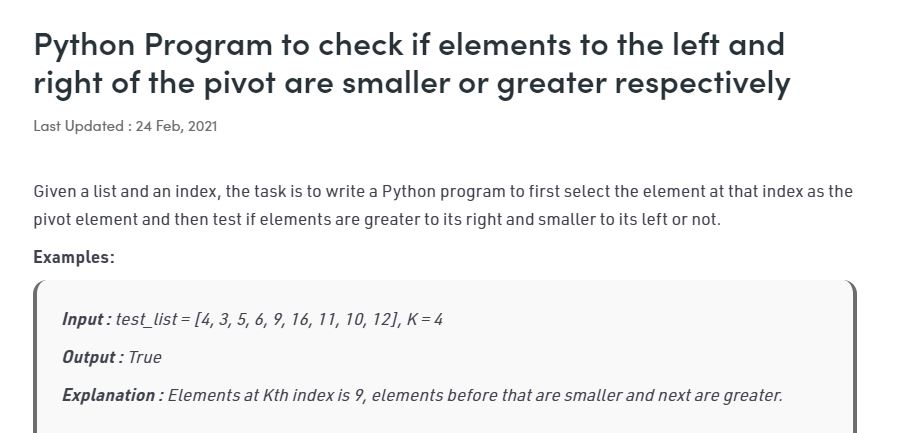 Python Program to check if elements to the left and
right of the pivot are smaller or greater respectively
Last Updated : 24 Feb, 2021
Given a list and an index, the task is to write a Python program to first select the element at that index as the
pivot element and then test if elements are greater to its right and smaller to its left or not.
Examples:
Input : test_list = [4, 3, 5, 6, 9, 16, 11, 10, 12], K = 4
Output : True
Explanation : Elements at Kth index is 9, elements before that are smaller and next are greater.